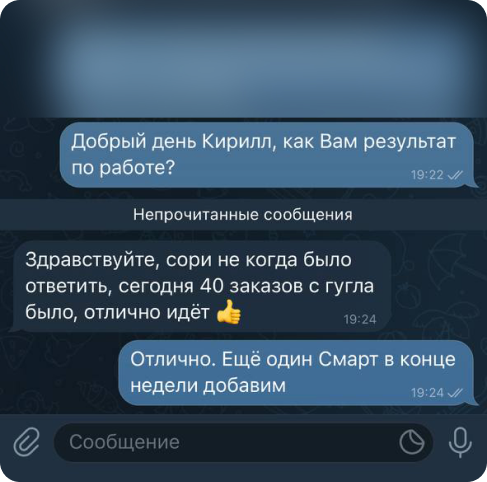 Добрый день Кирилл, как Вам результат
по работе?
19:22
Непрочитанные сообщения
Здравствуйте, сори не когда было
ответить, сегодня 40 заказов с гугла
было, отлично идёт 👍
19:24
Отлично. Ещё один Смарт в конце
недели добавим
19:24
Сообщение